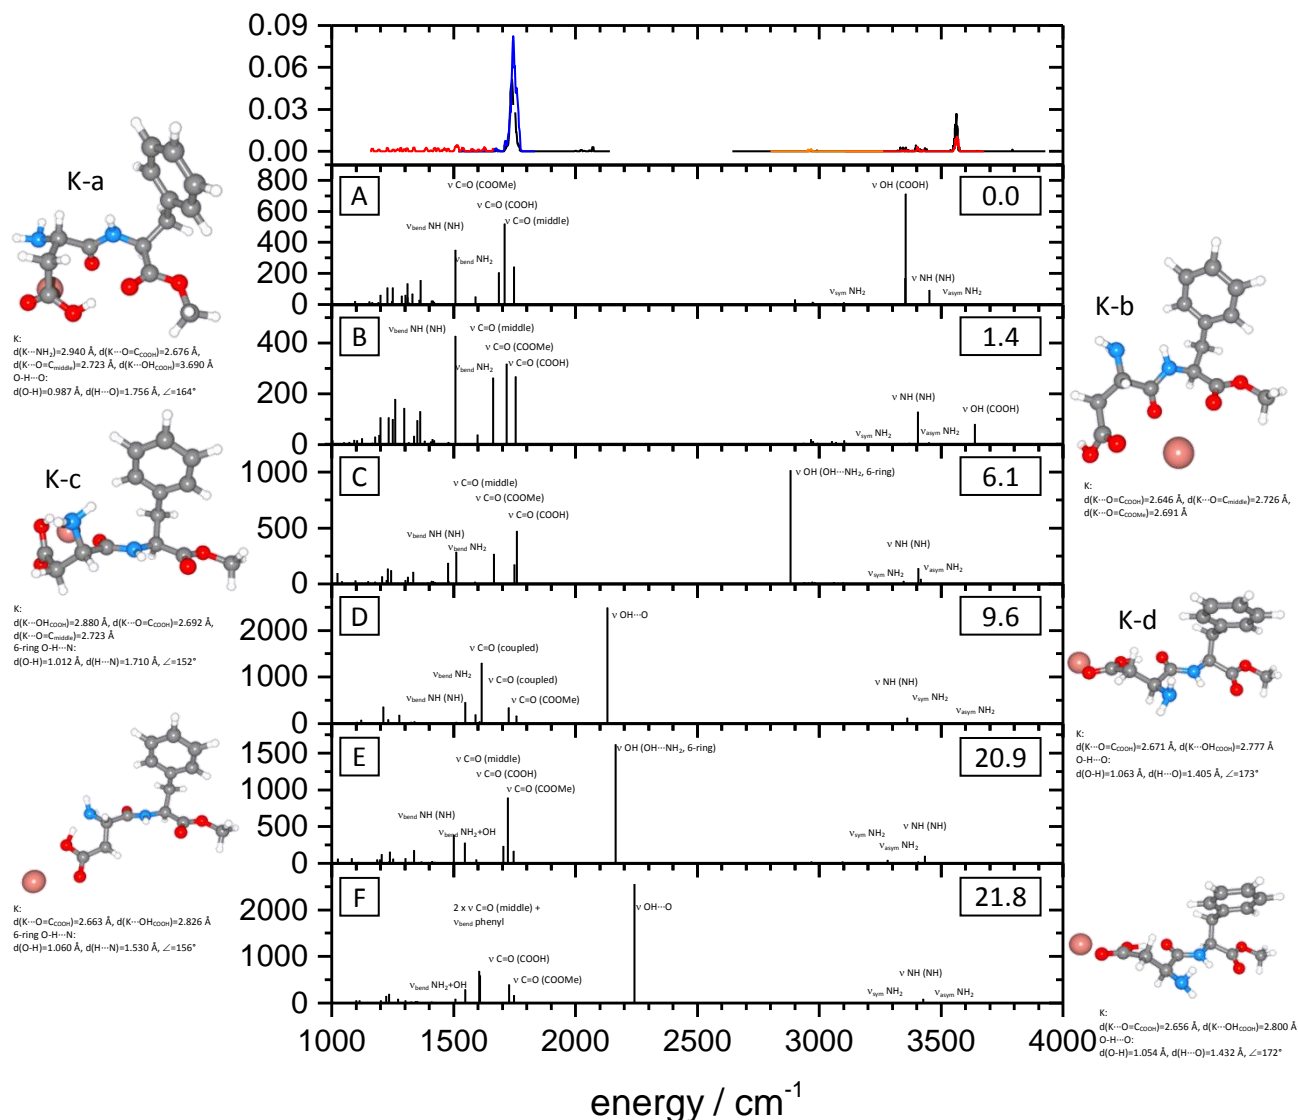 0.09
0.06
0.03
0.00
K-a
K:
d(K···NH2)=2.940 Å, d(K···O=CCOOH)=2.676 Å,
d(K···O=Cmiddle)=2.723 Å, d(K···OHCOOH)=3.690 Å
O-H···O:
d(O-H)=0.987 Å, d(H···O)=1.756 Å, ∠=164°
800
600
400
200
0
A
0.0
ν C=O (COOMe)
ν C=O (COOH)
ν C=O (middle)
νbend NH (NH)
νbend NH2
ν OH (COOH)
ν NH (NH)
νsym NH2
νasym NH2
K-b
K:
d(K···O=CCOOH)=2.646 Å, d(K···O=Cmiddle)=2.726 Å,
d(K···O=CCOOMe)=2.691 Å
400
200
0
B
1.4
νbend NH (NH)
ν C=O (middle)
ν C=O (COOMe)
ν C=O (COOH)
νbend NH2
ν NH (NH)
ν OH (COOH)
νsym NH2
νasym NH2
K-c
K:
d(K···OHCOOH)=2.880 Å, d(K···O=CCOOH)=2.692 Å,
d(K···O=Cmiddle)=2.723 Å
6-ring O-H···N:
d(O-H)=1.012 Å, d(H···N)=1.710 Å, ∠=152°
1000
500
0
C
6.1
ν C=O (middle)
ν C=O (COOMe)
ν C=O (COOH)
νbend NH (NH)
νbend NH2
ν OH (OH···NH2, 6-ring)
ν NH (NH)
νsym NH2
νasym NH2
K-d
K:
d(K···O=CCOOH)=2.671 Å, d(K···OHCOOH)=2.777 Å
O-H···O:
d(O-H)=1.063 Å, d(H···O)=1.405 Å, ∠=173°
2000
1000
0
D
9.6
ν C=O (coupled)
νbend NH2
ν C=O (coupled)
νbend NH (NH)
ν C=O (COOMe)
ν OH···O
ν NH (NH)
νsym NH2
νasym NH2
K:
d(K···O=CCOOH)=2.663 Å, d(K···OHCOOH)=2.826 Å
6-ring O-H···N:
d(O-H)=1.060 Å, d(H···N)=1.530 Å, ∠=156°
1500
1000
500
0
E
20.9
ν C=O (middle)
ν C=O (COOH)
ν C=O (COOMe)
νbend NH (NH)
νbend NH2+OH
ν OH (OH···NH2, 6-ring)
ν NH (NH)
νsym NH2
νasym NH2
K:
d(K···O=CCOOH)=2.656 Å, d(K···OHCOOH)=2.800 Å
O-H···O:
d(O-H)=1.054 Å, d(H···O)=1.432 Å, ∠=172°
2000
1000
0
F
21.8
2 x ν C=O (middle) +
νbend phenyl
ν C=O (COOH)
νbend NH2+OH
ν C=O (COOMe)
ν OH···O
ν NH (NH)
νsym NH2
νasym NH2
1000 1500 2000 2500 3000 3500 4000
energy / cm-1